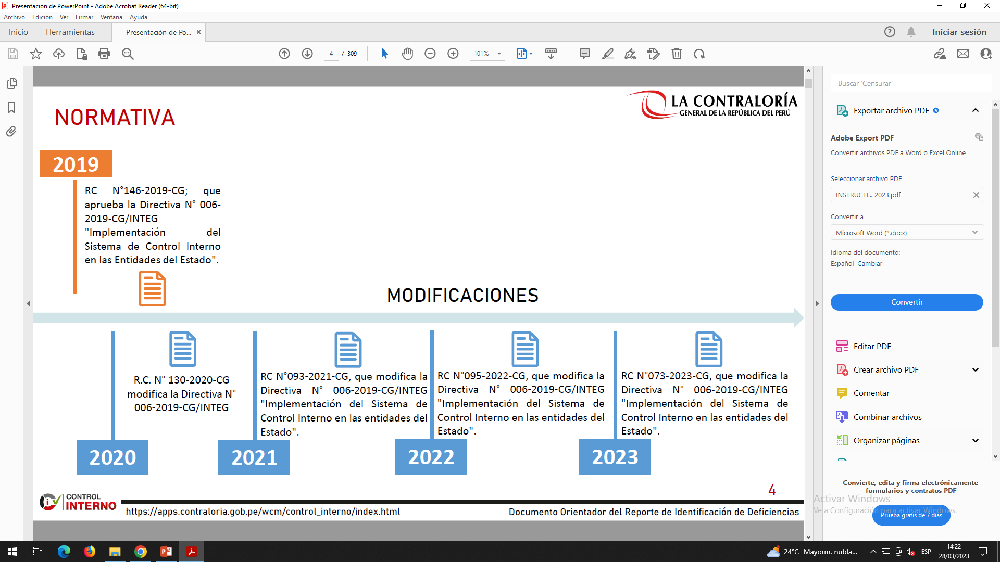 Presentación de PowerPoint - Adobe Acrobat Reader (64-bit)
Archivo Edición Ver Firmar Ventana Ayuda
Inicio Herramientas Presentación de Po... × Iniciar sesión
4 / 309 101%
Buscar 'Censurar'
LA CONTRALORÍA
GENERAL DE LA REPÚBLICA DEL PERÚ
NORMATIVA
2019
RC N°146-2019-CG; que
aprueba la Directiva N° 006-
2019-CG/INTEG
"Implementación del
Sistema de Control Interno
en las Entidades del Estado".
MODIFICACIONES
R.C. N° 130-2020-CG
modifica la Directiva N°
006-2019-CG/INTEG
2020
RC N°093-2021-CG, que modifica la
Directiva N° 006-2019-CG/INTEG
"Implementación del Sistema de
Control Interno en las entidades del
Estado".
2021
RC N°095-2022-CG, que modifica la
Directiva N° 006-2019-CG/INTEG
"Implementación del Sistema de
Control Interno en las entidades del
Estado".
2022
RC N°073-2023-CG, que modifica la
Directiva N° 006-2019-CG/INTEG
"Implementación del Sistema de
Control Interno en las entidades del
Estado".
2023
4
CONTROL
INTERNO
https://apps.contraloria.gob.pe/wcm/control_interno/index.html
Documento Orientador del Reporte de Identificación de Deficiencias
Exportar archivo PDF
Adobe Export PDF
Convertir archivos PDF a Word o Excel Online
Seleccionar archivo PDF
INSTRUCTI... 2023.pdf
Convertir a
Microsoft Word (*.docx)
Idioma del documento:
Español Cambiar
Convertir
Editar PDF
Crear archivo PDF
Comentar
Combinar archivos
Organizar páginas
Convierte, edita y firma electrónicamente
formularios y contratos PDF
Activar Windows
Ve a Configuración para activar Windows.
Prueba gratis de 7 días
24°C Mayorm. nubla... ESP
14:22
28/03/2023